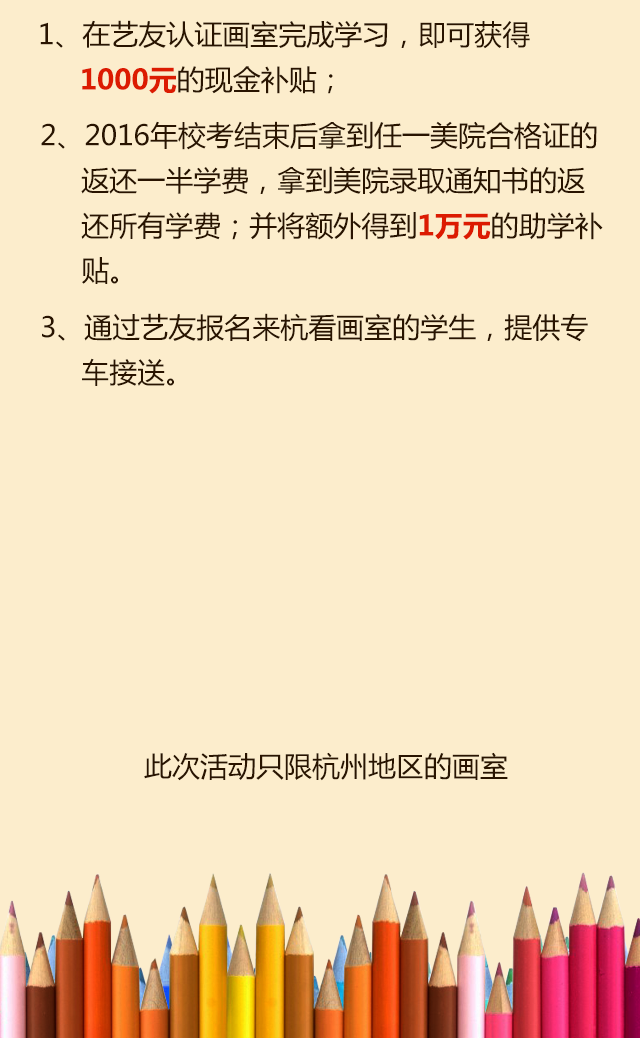 1、在艺友认证画室完成学习，即可获得
1000元的现金补贴；
2、2016年校考结束后拿到任一美院合格证的
返还一半学费，拿到美院录取通知书的返
还所有学费；并将额外得到1万元的助学补
贴。
3、通过艺友报名来杭看画室的学生，提供专
车接送。
此次活动只限杭州地区的画室